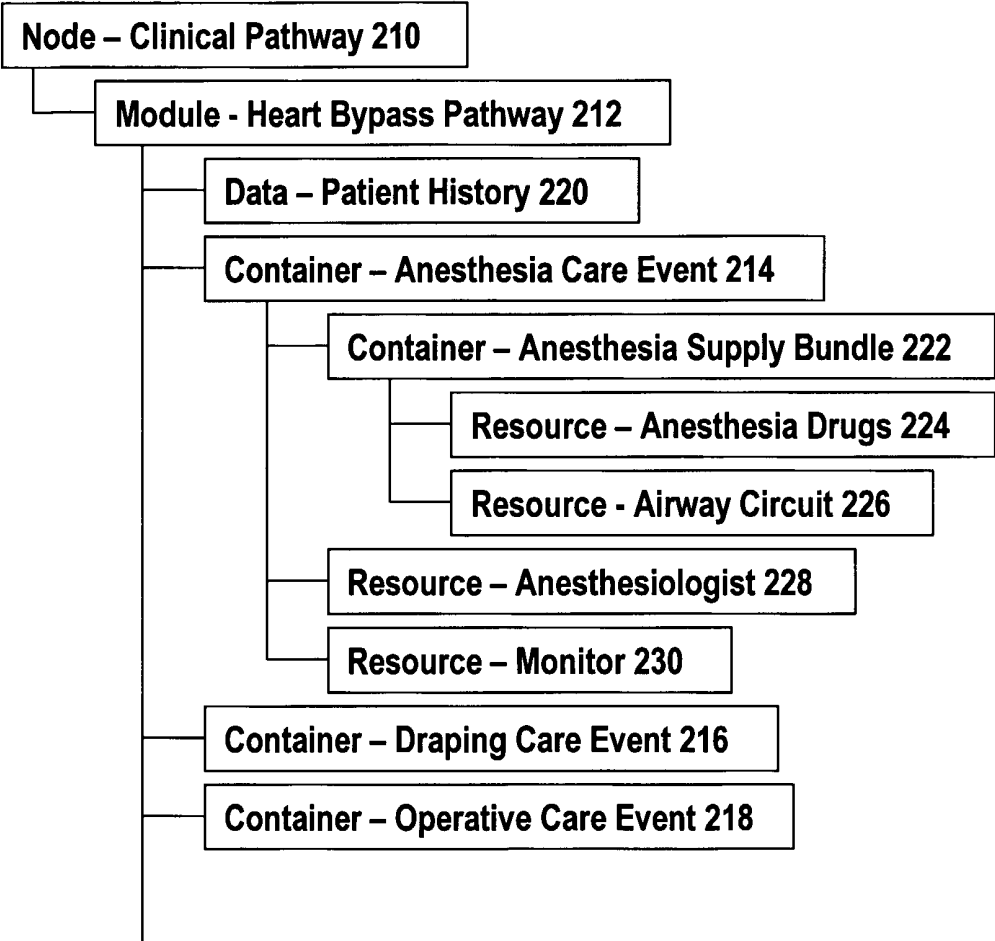 Node – Clinical Pathway 210
Module - Heart Bypass Pathway 212
Data – Patient History 220
Container – Anesthesia Care Event 214
Container – Anesthesia Supply Bundle 222
Resource – Anesthesia Drugs 224
Resource - Airway Circuit 226
Resource – Anesthesiologist 228
Resource – Monitor 230
Container – Draping Care Event 216
Container – Operative Care Event 218